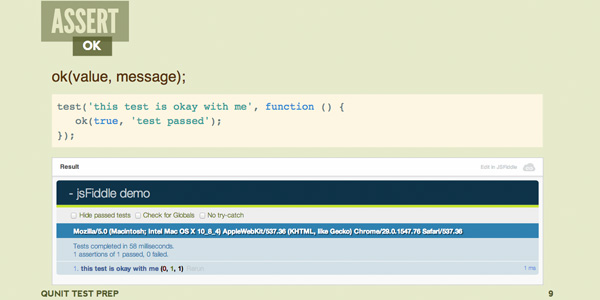 ASSERT
OK
ok(value, message);
test('this test is okay with me', function () {
ok(true, 'test passed');
});
Result
Edit in JSFiddle
- jsFiddle demo
Hide passed tests Check for Globals No try-catch
Mozilla/5.0 (Macintosh; Intel Mac OS X 10_8_4) AppleWebKit/537.36 (KHTML, like Gecko) Chrome/29.0.1547.76 Safari/537.36
Tests completed in 58 milliseconds.
1 assertions of 1 passed, 0 failed.
1. this test is okay with me (0, 1, 1) Rerun
1 ms
QUNIT TEST PREP
9